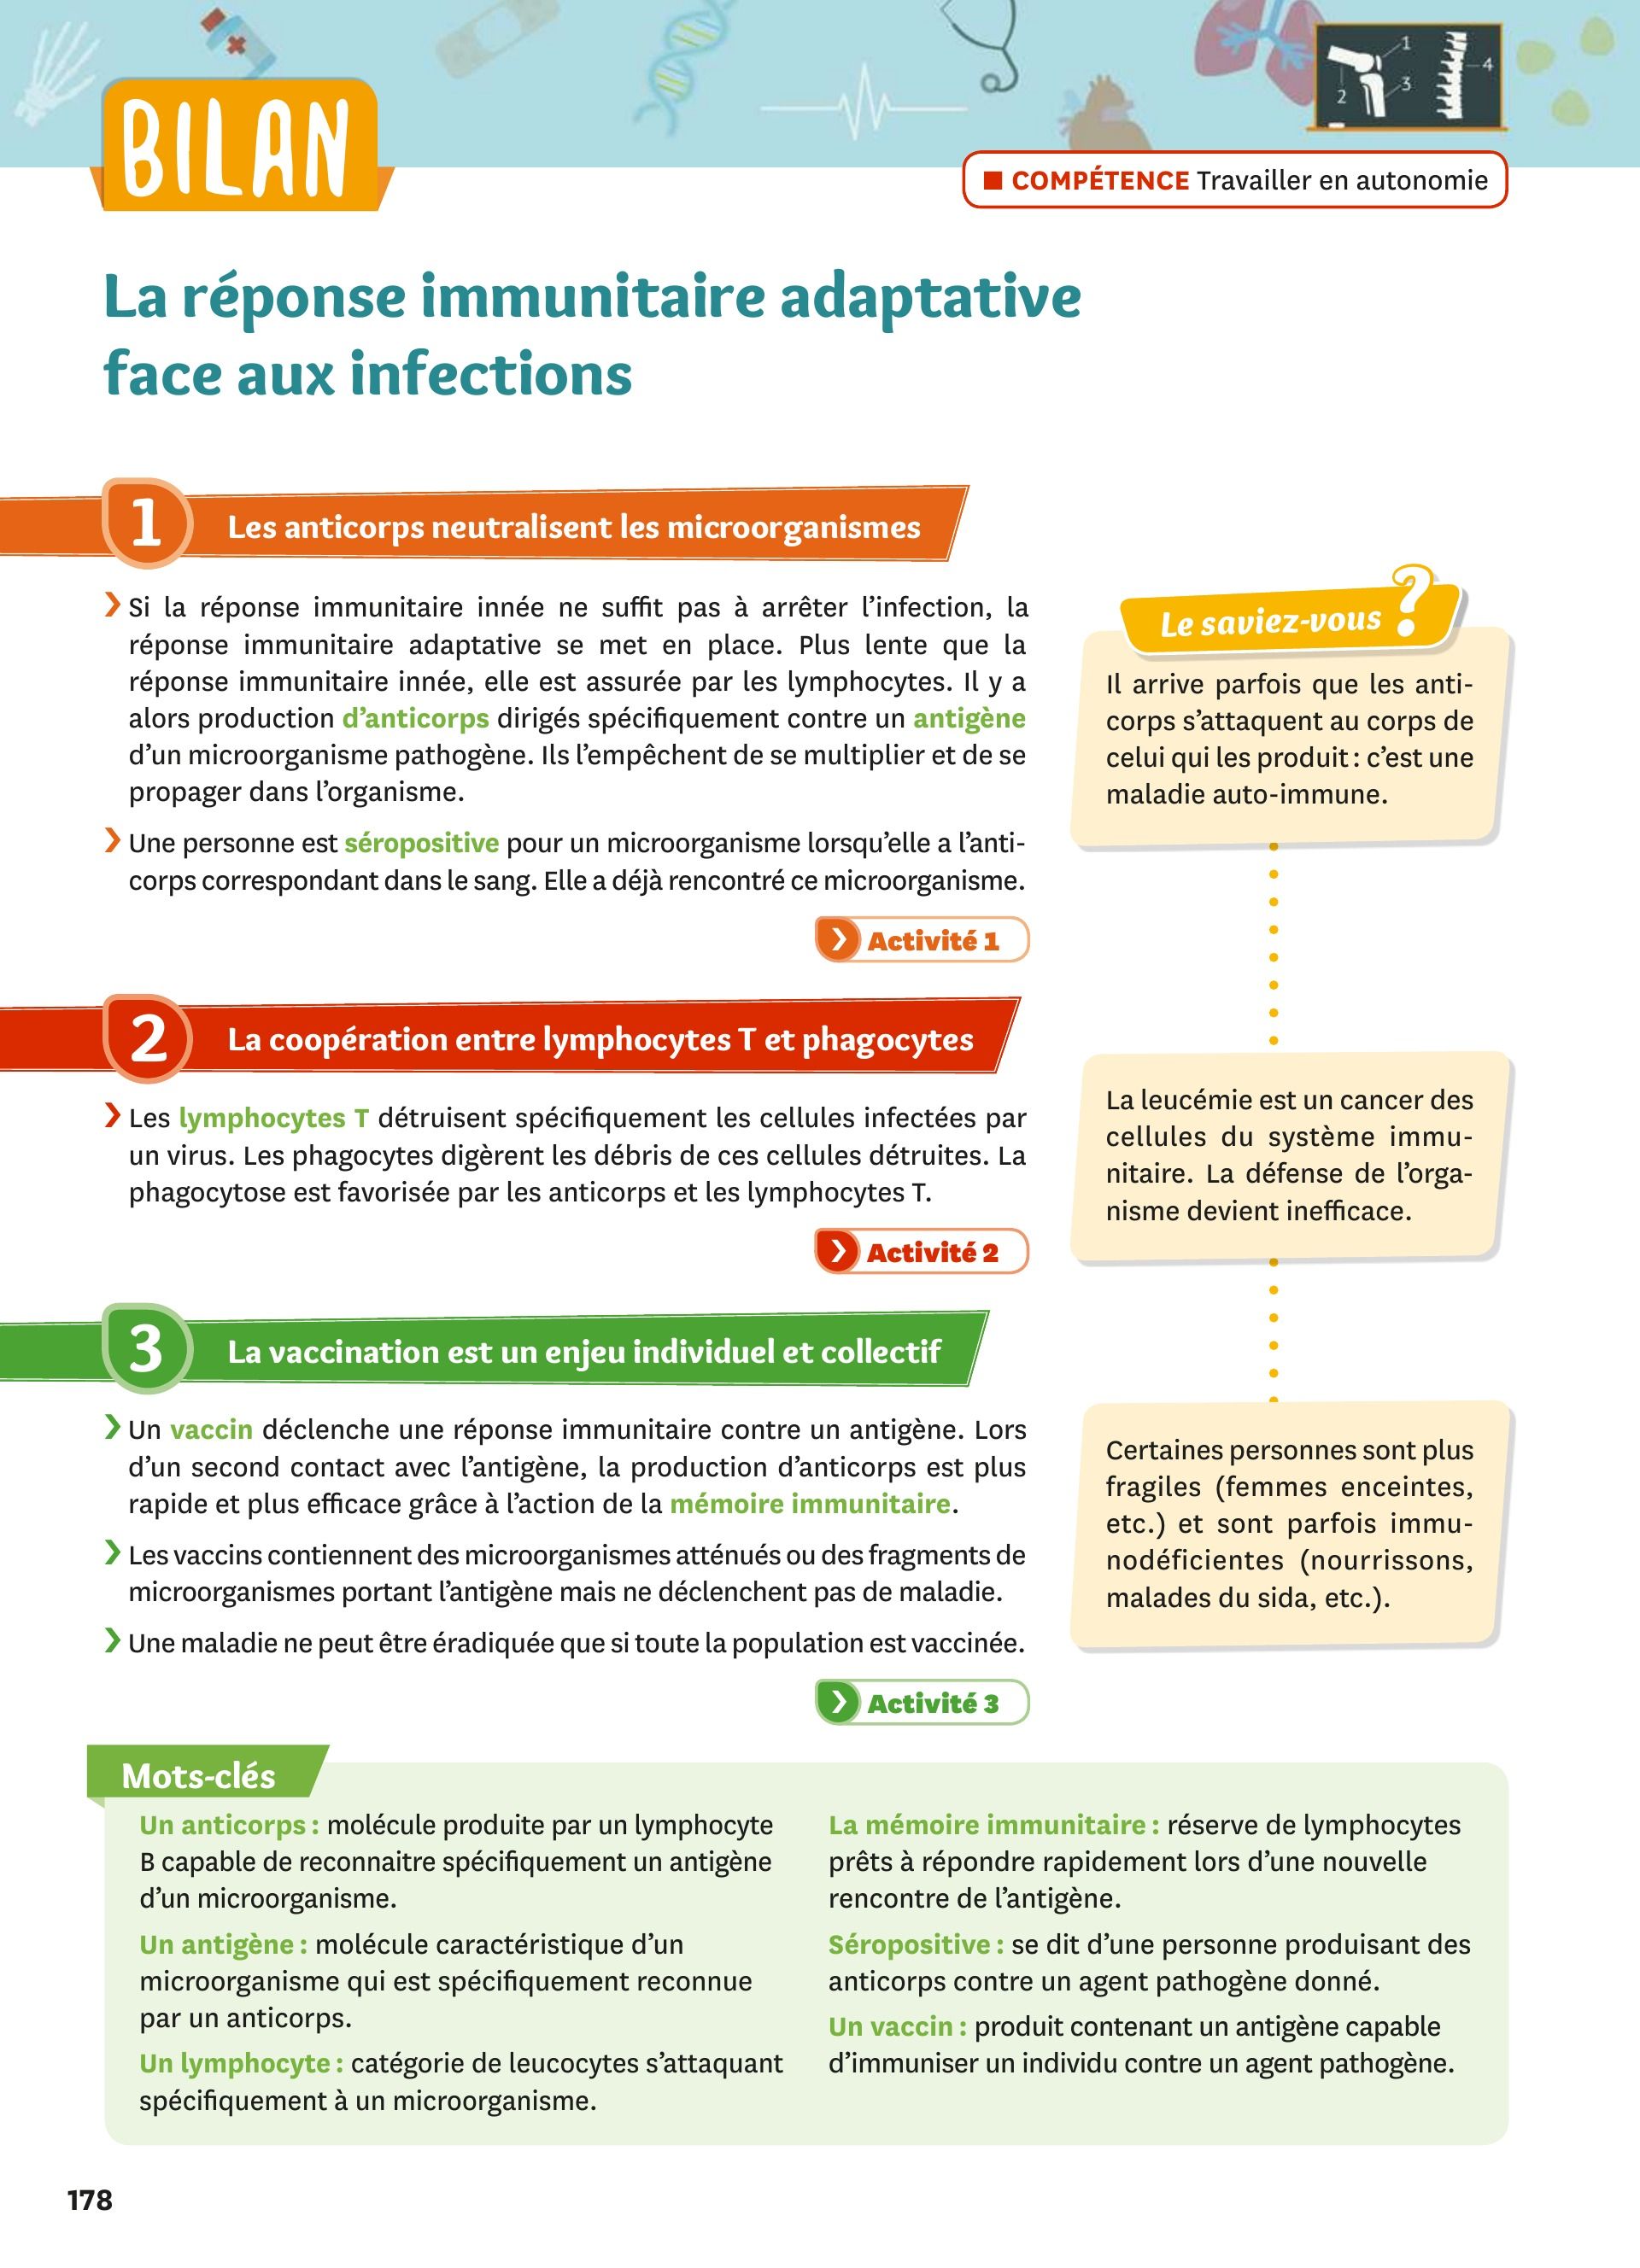 BILAN
1
2
3
4
■ COMPÉTENCE Travailler en autonomie
La réponse immunitaire adaptative
face aux infections
1 Les anticorps neutralisent les microorganismes
❯ Si la réponse immunitaire innée ne suffit pas à arrêter l’infection, la
réponse immunitaire adaptative se met en place. Plus lente que la
réponse immunitaire innée, elle est assurée par les lymphocytes. Il y a
alors production d’anticorps dirigés spécifiquement contre un antigène
d’un microorganisme pathogène. Ils l’empêchent de se multiplier et de se
propager dans l’organisme.
❯ Une personne est séropositive pour un microorganisme lorsqu’elle a l’anti-
corps correspondant dans le sang. Elle a déjà rencontré ce microorganisme.
❯ Activité 1
2 La coopération entre lymphocytes T et phagocytes
❯ Les lymphocytes T détruisent spécifiquement les cellules infectées par
un virus. Les phagocytes digèrent les débris de ces cellules détruites. La
phagocytose est favorisée par les anticorps et les lymphocytes T.
❯ Activité 2
3 La vaccination est un enjeu individuel et collectif
❯ Un vaccin déclenche une réponse immunitaire contre un antigène. Lors
d’un second contact avec l’antigène, la production d’anticorps est plus
rapide et plus efficace grâce à l’action de la mémoire immunitaire.
❯ Les vaccins contiennent des microorganismes atténués ou des fragments de
microorganismes portant l’antigène mais ne déclenchent pas de maladie.
❯ Une maladie ne peut être éradiquée que si toute la population est vaccinée.
❯ Activité 3
Le saviez-vous ?
Il arrive parfois que les anti-
corps s’attaquent au corps de
celui qui les produit : c’est une
maladie auto-immune.
La leucémie est un cancer des
cellules du système immu-
nitaire. La défense de l’orga-
nisme devient inefficace.
Certaines personnes sont plus
fragiles (femmes enceintes,
etc.) et sont parfois immu-
nodéficientes (nourrissons,
malades du sida, etc.).
Mots-clés
Un anticorps : molécule produite par un lymphocyte
B capable de reconnaitre spécifiquement un antigène
d’un microorganisme.
Un antigène : molécule caractéristique d’un
microorganisme qui est spécifiquement reconnue
par un anticorps.
Un lymphocyte : catégorie de leucocytes s’attaquant
spécifiquement à un microorganisme.
La mémoire immunitaire : réserve de lymphocytes
prêts à répondre rapidement lors d’une nouvelle
rencontre de l’antigène.
Séropositive : se dit d’une personne produisant des
anticorps contre un agent pathogène donné.
Un vaccin : produit contenant un antigène capable
d’immuniser un individu contre un agent pathogène.
178